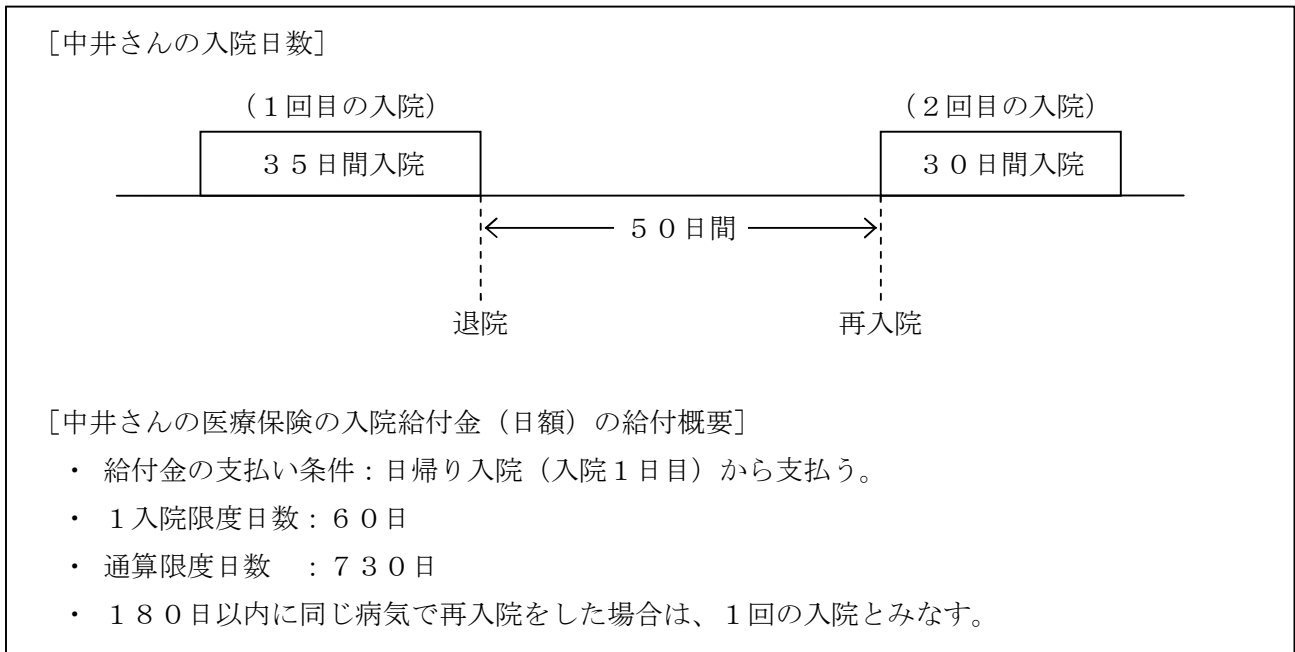 ［中井さんの入院日数］
（１回目の入院）　（２回目の入院）
３５日間入院　３０日間入院
５０日間
退院　再入院
［中井さんの医療保険の入院給付金（日額）の給付概要］
・ 給付金の支払い条件：日帰り入院（入院１日目）から支払う。
・ １入院限度日数：６０日
・ 通算限度日数　：７３０日
・ １８０日以内に同じ病気で再入院をした場合は、１回の入院とみなす。